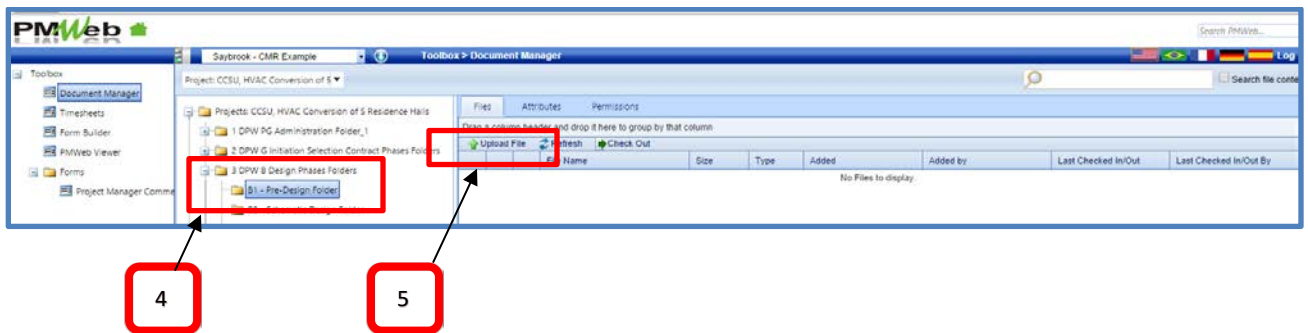 PMWeb
Search PMWeb...
Saybrook - CMR Example
Toolbox > Document Manager
Log
Toolbox
Document Manager
Timesheets
Form Builder
PMWeb Viewer
Forms
Project Manager Comme
Project: CCSU, HVAC Conversion of 5
Search file conte
Projects: CCSU, HVAC Conversion of 5 Residence Halls
1 DPW PG Administration Folder_1
2 DPW G Initiation Selection Contract Phases Folders
3 DPW B Design Phases Folders
B1 - Pre-Design Folder
Files Attributes Permissions
Drag a column header and drop it here to group by that column
Upload File Refresh Check Out
File Name Size Type Added Added by Last Checked In/Out Last Checked In/Out By
No Files to display.
4
5